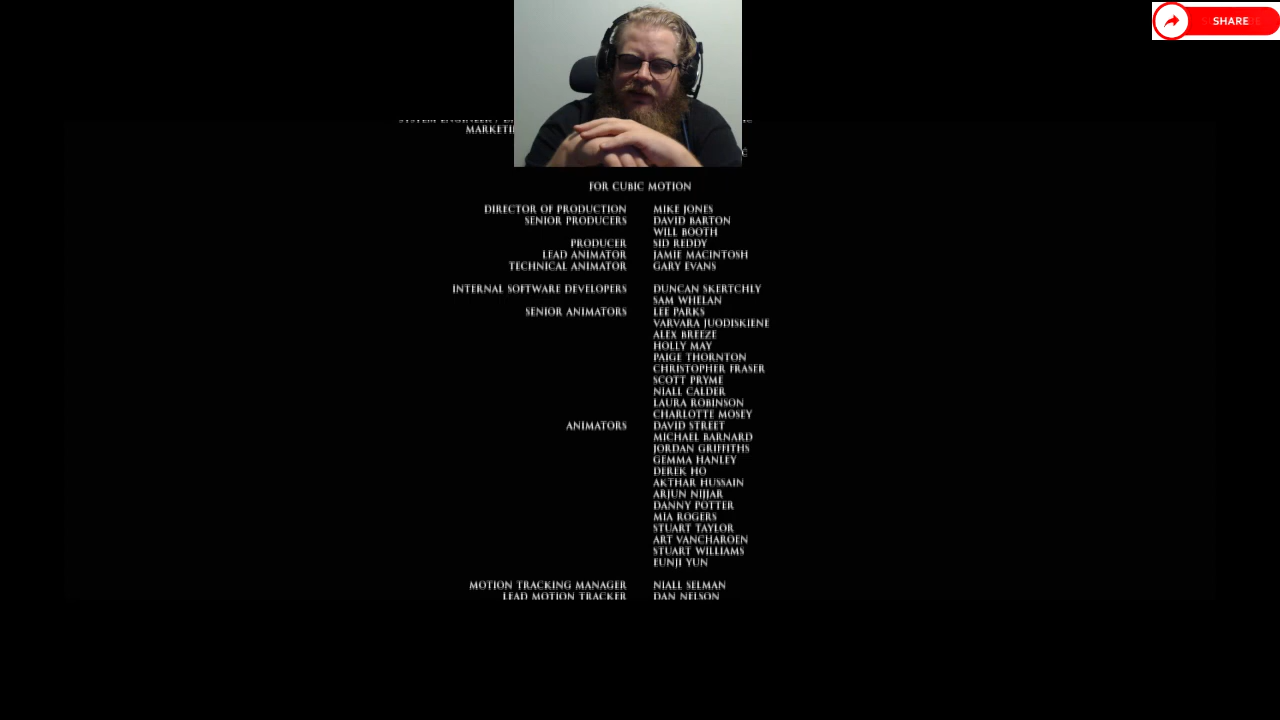 SHARE
MARKETI
FOR CUBIC MOTION
DIRECTOR OF PRODUCTION MIKE JONES
SENIOR PRODUCERS DAVID BARTON
WILL BOOTH
PRODUCER SID REDDY
LEAD ANIMATOR JAMIE MACINTOSH
TECHNICAL ANIMATOR GARY EVANS
INTERNAL SOFTWARE DEVELOPERS DUNCAN SKERTCHLY
SAM WHELAN
SENIOR ANIMATORS LEE PARKS
VARVARA JUODISKIENE
ALEX BREEZE
HOLLY MAY
PAIGE THORNTON
CHRISTOPHER FRASER
SCOTT PRYME
NIALL CALDER
LAURA ROBINSON
CHARLOTTE MOSEY
ANIMATORS DAVID STREET
MICHAEL BARNARD
JORDAN GRIFFITHS
GEMMA HANLEY
DEREK HO
AKTHAR HUSSAIN
ARJUN NIJJAR
DANNY POTTER
MIA ROGERS
STUART TAYLOR
ART VANCHAROEN
STUART WILLIAMS
EUNJI YUN
MOTION TRACKING MANAGER NIALL SELMAN
LEAD MOTION TRACKER DAN NELSON